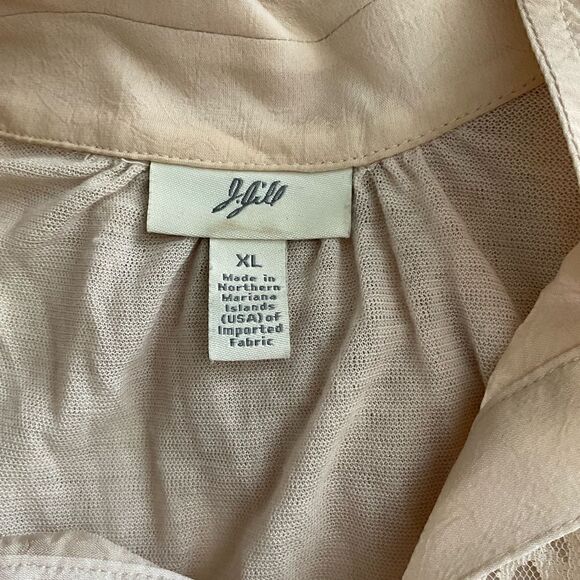 J.Jill
XL
Made in
Northern
Mariana
Islands
(USA) of
Imported
Fabric